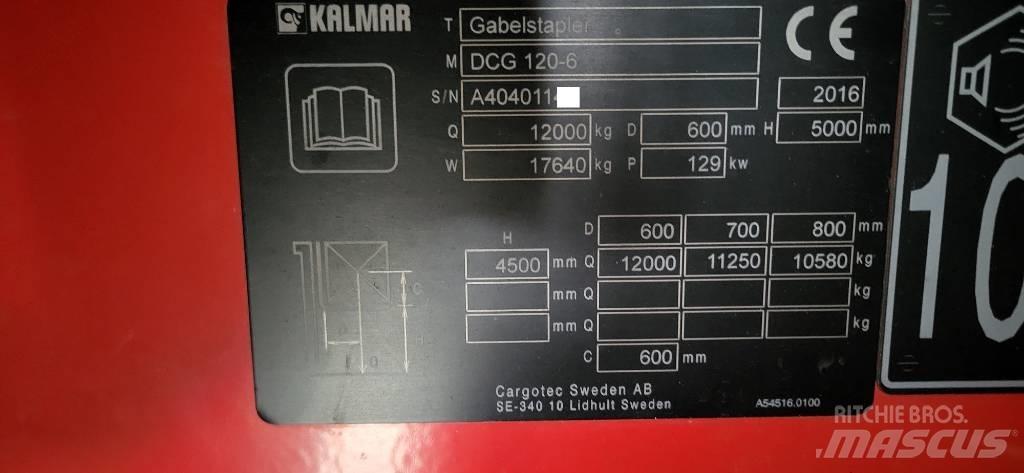 KALMAR
T Gabelstapler
M DCG 120-6
S/N A404011 2016
Q 12000 kg D 600 mm H 5000 mm
W 17640 kg P 129 kw
D 600 700 800 mm
H
4500 mm Q 12000 11250 10580 kg
mm Q kg
mm Q kg
C 600 mm
C
H
D
Q
Cargotec Sweden AB
SE-340 10 Lidhult Sweden A54516.0100
CE
10
RITCHIE BROS.
MASCUS